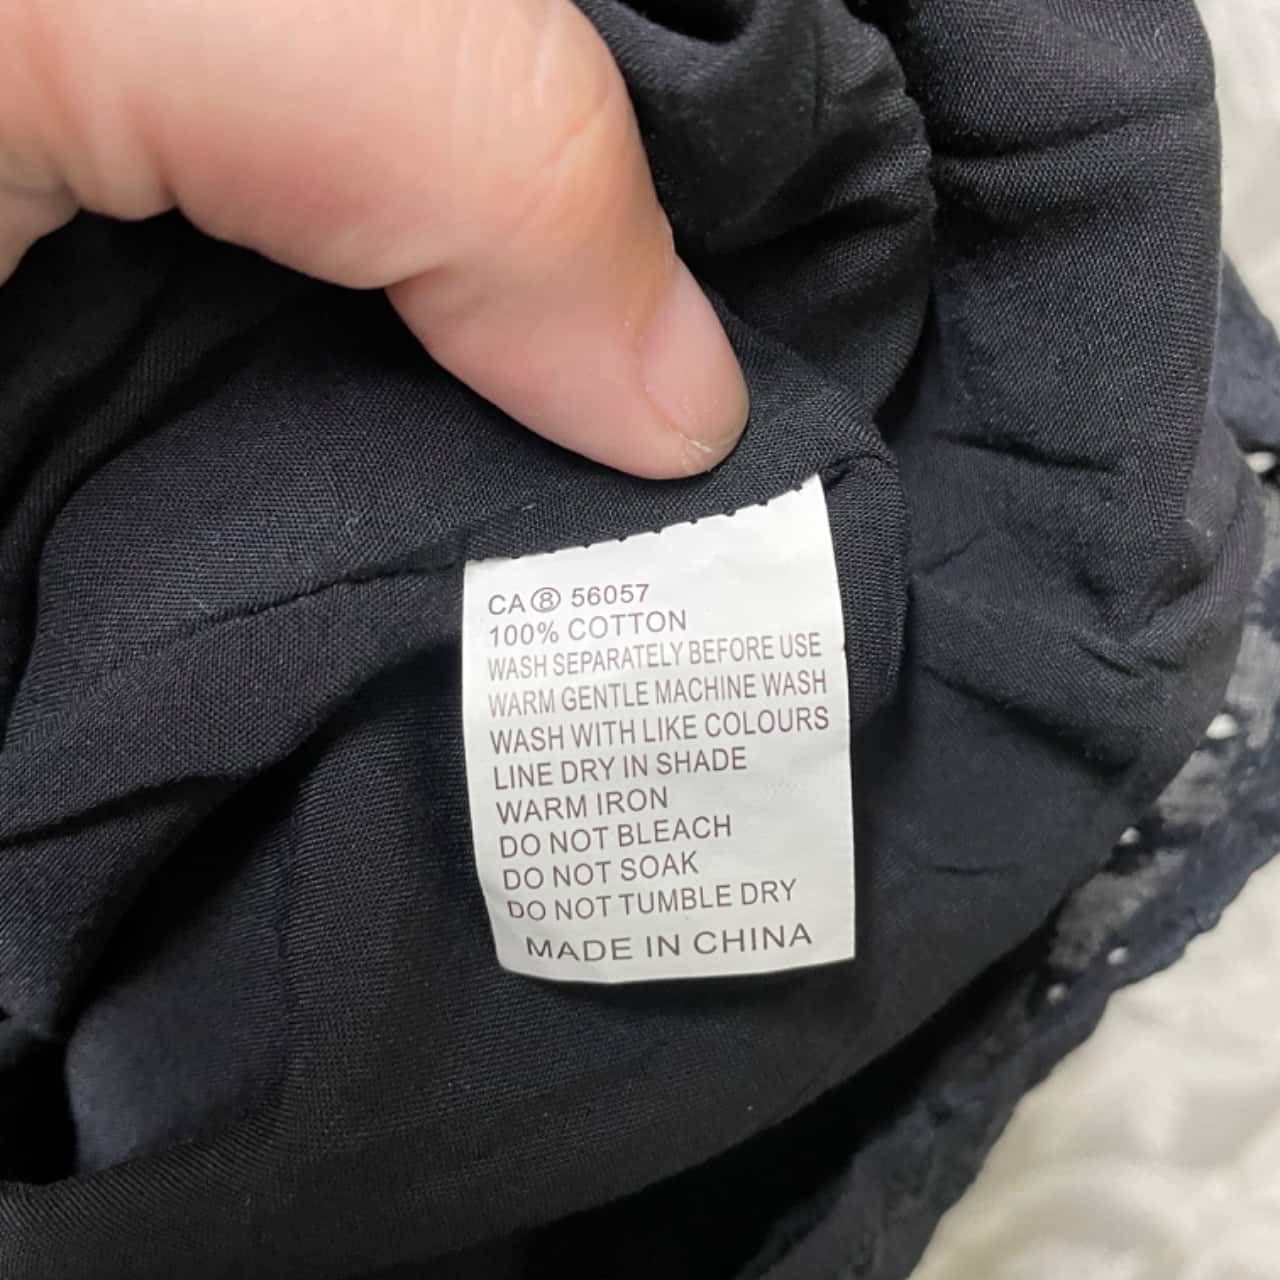 CA® 56057
100% COTTON
WASH SEPARATELY BEFORE USE
WARM GENTLE MACHINE WASH
WASH WITH LIKE COLOURS
LINE DRY IN SHADE
WARM IRON
DO NOT BLEACH
DO NOT SOAK
DO NOT TUMBLE DRY
MADE IN CHINA